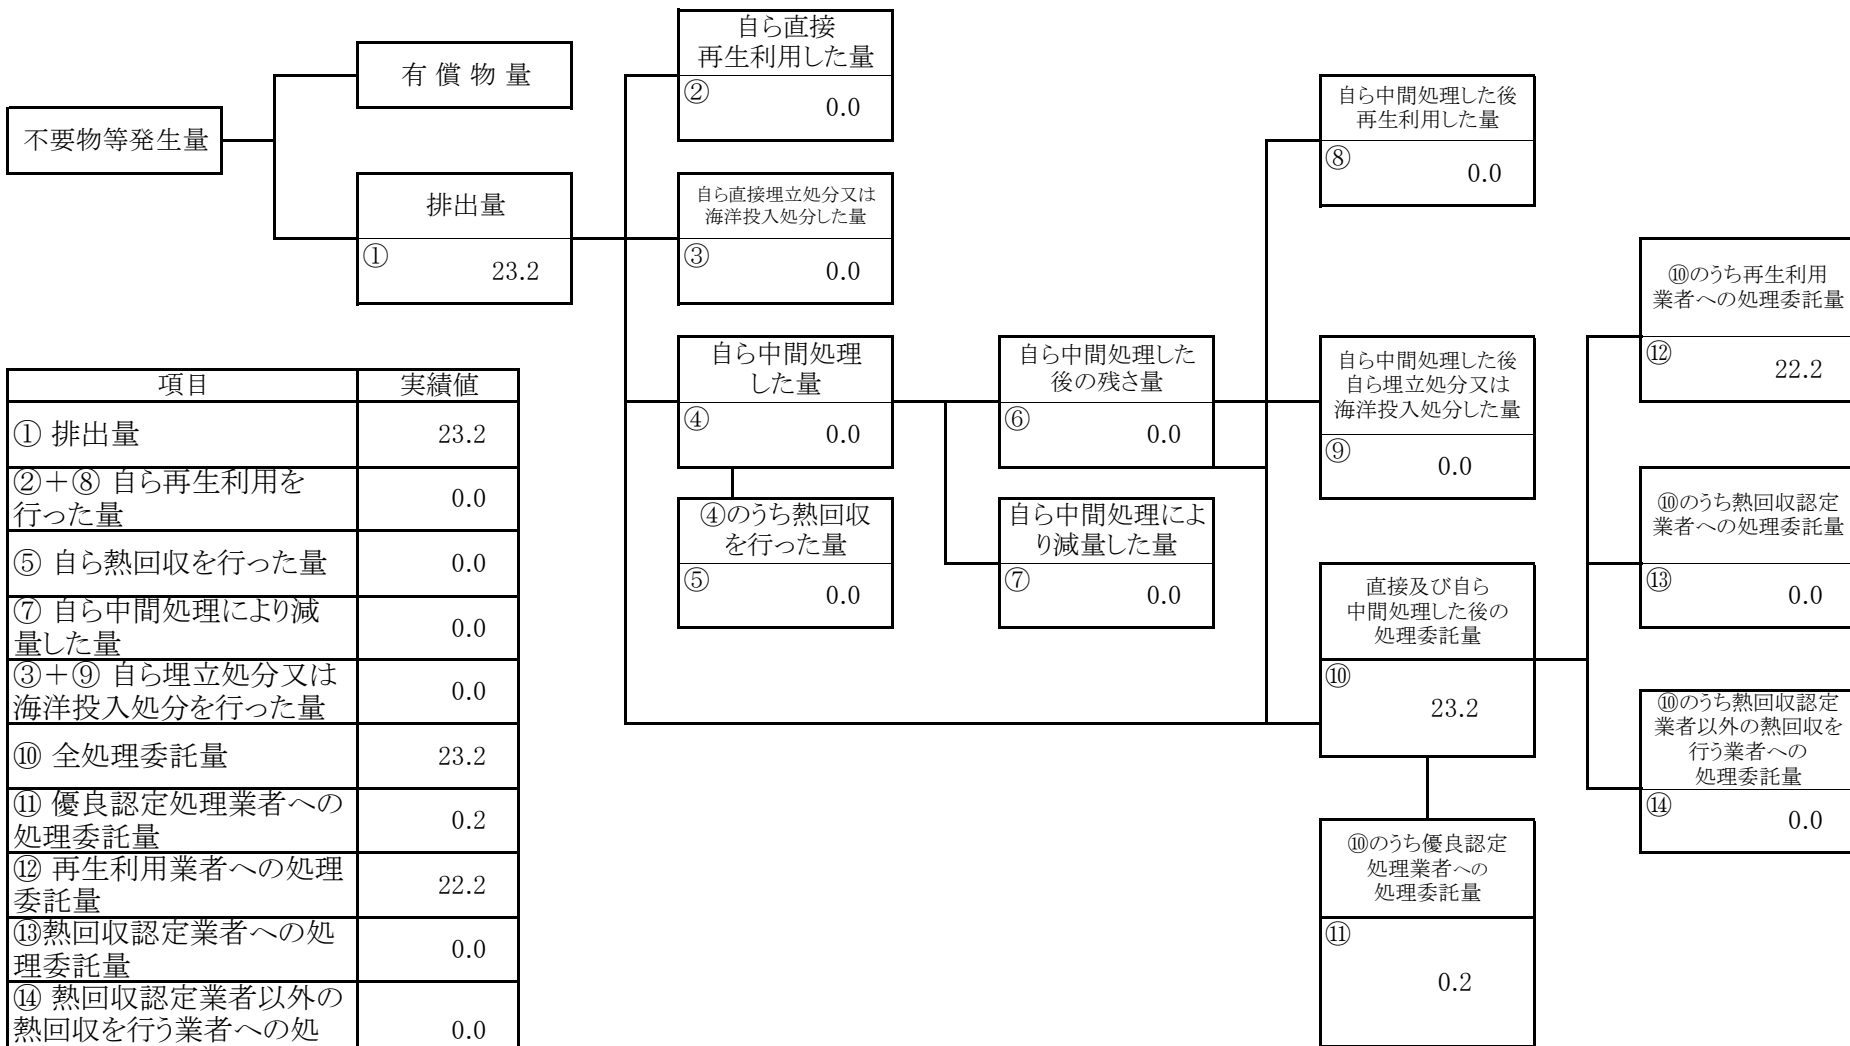 不要物等発生量
有償物量
排出量
①
23.2
自ら直接
再生利用した量
②
0.0
自ら直接埋立処分又は
海洋投入処分した量
③
0.0
自ら中間処理
した量
④
0.0
④のうち熱回収
を行った量
⑤
0.0
自ら中間処理した
後の残さ量
⑥
0.0
自ら中間処理によ
り減量した量
⑦
0.0
自ら中間処理した後
再生利用した量
⑧
0.0
自ら中間処理した後
自ら埋立処分又は
海洋投入処分した量
⑨
0.0
直接及び自ら
中間処理した後の
処理委託量
⑩
23.2
⑩のうち優良認定
処理業者への
処理委託量
⑪
0.2
⑩のうち再生利用
業者への処理委託量
⑫
22.2
⑩のうち熱回収認定
業者への処理委託量
⑬
0.0
⑩のうち熱回収認定
業者以外の熱回収を
行う業者への
処理委託量
⑭
0.0
項目 実績値
① 排出量 23.2
②＋⑧ 自ら再生利用を
行った量 0.0
⑤ 自ら熱回収を行った量 0.0
⑦ 自ら中間処理により減
量した量 0.0
③＋⑨ 自ら埋立処分又は
海洋投入処分を行った量 0.0
⑩ 全処理委託量 23.2
⑪ 優良認定処理業者への
処理委託量 0.2
⑫ 再生利用業者への処理
委託量 22.2
⑬熱回収認定業者への処
理委託量 0.0
⑭ 熱回収認定業者以外の
熱回収を行う業者への処 0.0